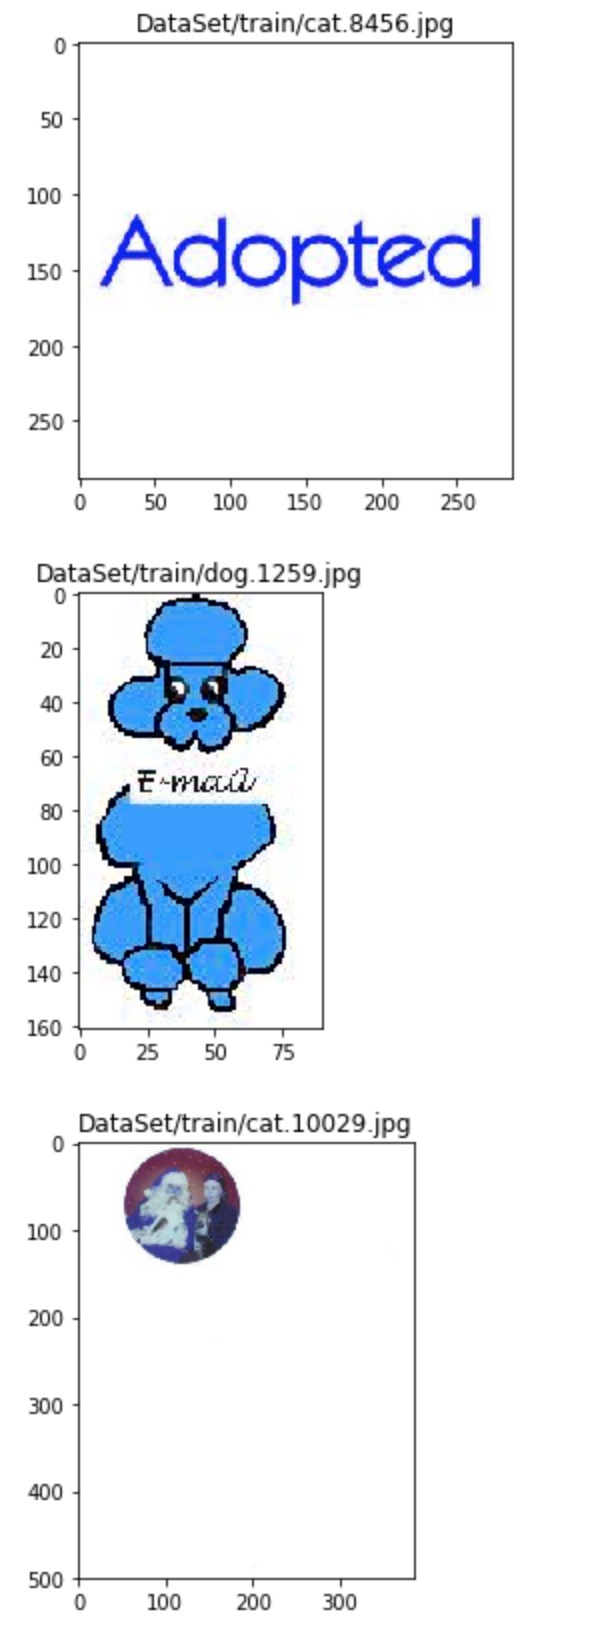 DataSet/train/cat.8456.jpg
0
50
100
150
200
250
Adopted
0 50 100 150 200 250
DataSet/train/dog.1259.jpg
0
20
40
60
80
100
120
140
160
E-mail
0 25 50 75
DataSet/train/cat.10029.jpg
0
100
200
300
400
500
0 100 200 300